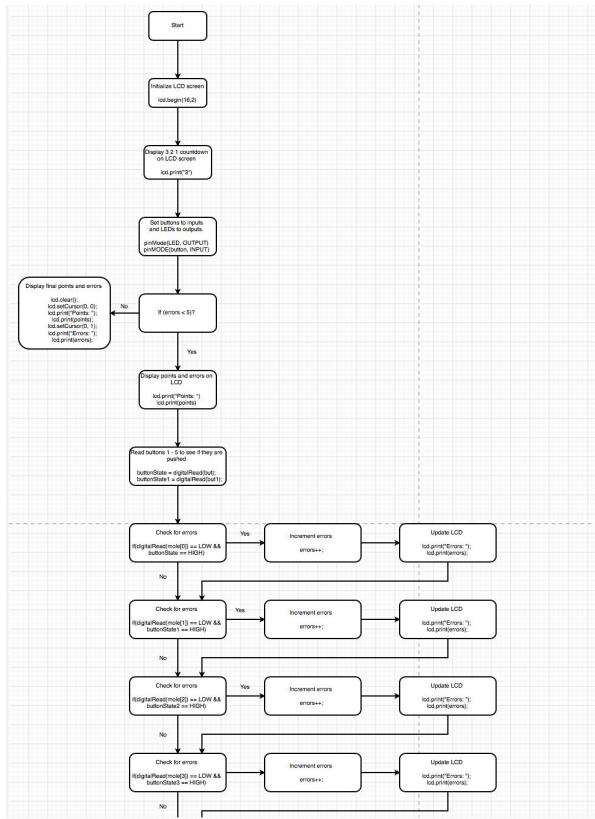 Start
Initialize LCD screen
lcd.begin(16,2)
Display 3 2 1 countdown
on LCD screen
lcd.print("3")
Set buttons to inputs
and LEDs to outputs.
pinMode(LED, OUTPUT)
pinMODE(button, INPUT)
Display final points and errors
lcd.clear();
lcd.setCursor(0, 0);
lcd.print("Points: ");
lcd.print(points);
lcd.setCursor(0, 1);
lcd.print("Errors: ");
lcd.print(errors);
No
If (errors < 5)?
Yes
Display points and errors on
LCD
lcd.print("Points: ")
lcd.print(points)
Read buttons 1 - 5 to see if they are
pushed
buttonState = digitalRead(but);
buttonState1 = digitalRead(but1);
Check for errors
if(digitalRead(mole[0]) == LOW &&
buttonState == HIGH)
Yes
Increment errors
errors++;
Update LCD
lcd.print("Errors: ");
lcd.print(errors);
No
Check for errors
if(digitalRead(mole[1]) == LOW &&
buttonState1 == HIGH)
Yes
Increment errors
errors++;
Update LCD
lcd.print("Errors: ");
lcd.print(errors);
No
Check for errors
if(digitalRead(mole[2]) == LOW &&
buttonState2 == HIGH)
Yes
Increment errors
errors++;
Update LCD
lcd.print("Errors: ");
lcd.print(errors);
No
Check for errors
if(digitalRead(mole[3]) == LOW &&
buttonState3 == HIGH)
Yes
Increment errors
errors++;
Update LCD
lcd.print("Errors: ");
lcd.print(errors);
No